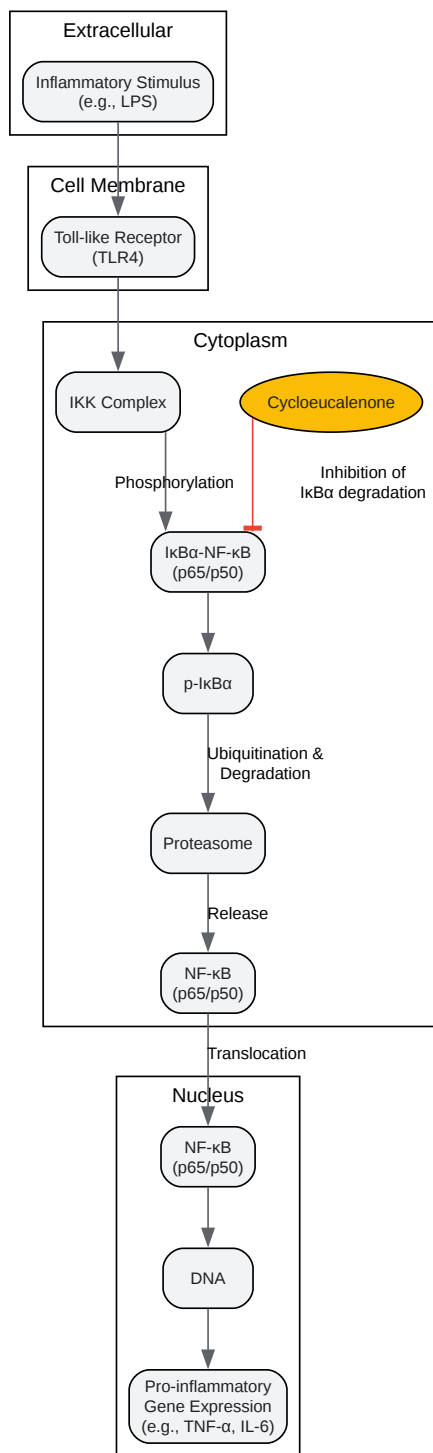 Extracellular
Inflammatory Stimulus
(e.g., LPS)
Cell Membrane
Toll-like Receptor
(TLR4)
Cytoplasm
IKK Complex
Cycloeucalenone
Phosphorylation
Inhibition of
IκBα degradation
IκBα-NF-κB
(p65/p50)
p-IκBα
Ubiquitination &
Degradation
Proteasome
Release
NF-κB
(p65/p50)
Translocation
Nucleus
NF-κB
(p65/p50)
DNA
Pro-inflammatory
Gene Expression
(e.g., TNF-α, IL-6)